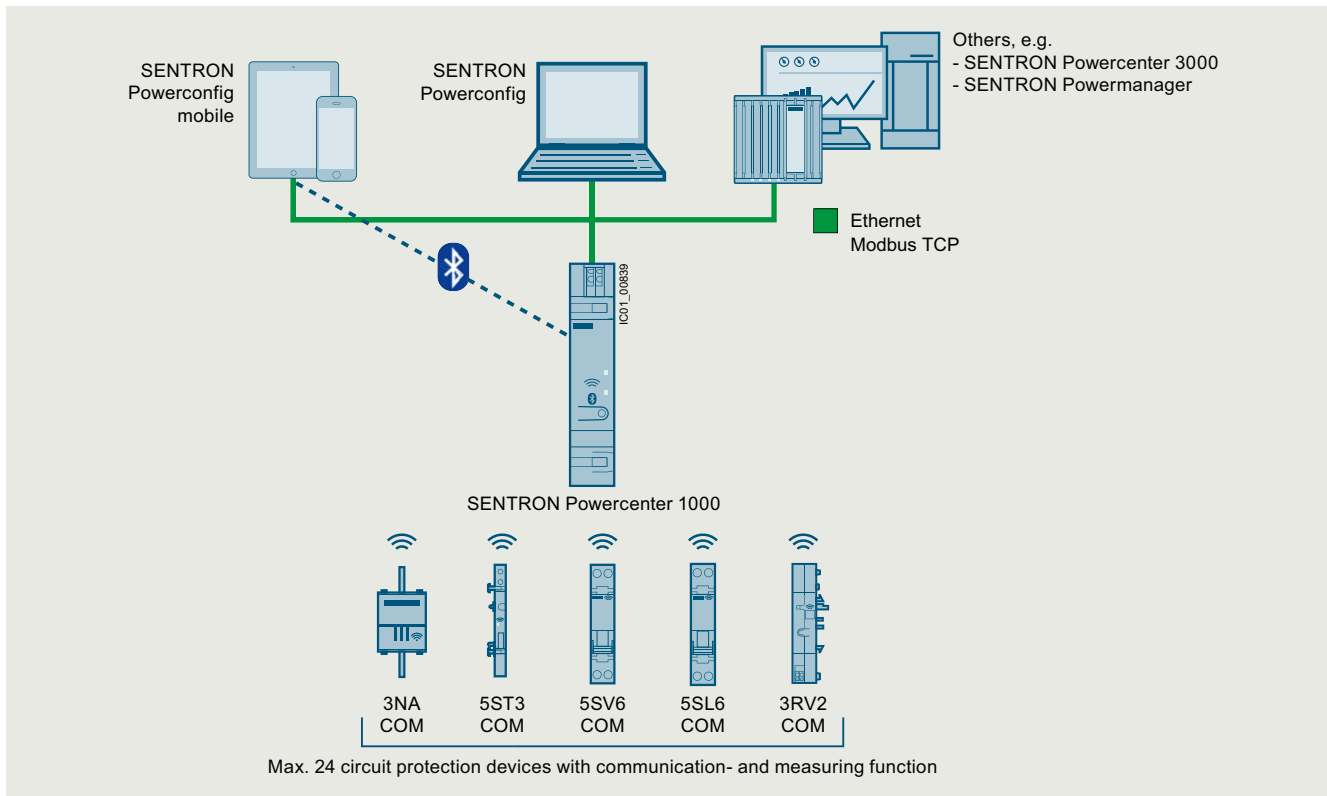 SENTRON
Powerconfig
mobile
SENTRON
Powerconfig
Others, e.g.
- SENTRON Powercenter 3000
- SENTRON Powermanager
Ethernet
Modbus TCP
IC01_00839
SENTRON Powercenter 1000
3NA
COM
5ST3
COM
5SV6
COM
5SL6
COM
3RV2
COM
Max. 24 circuit protection devices with communication- and measuring function